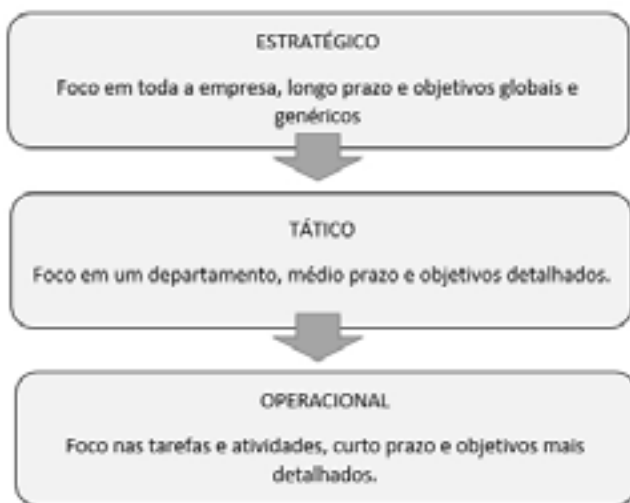 ESTRATÉGICO
Foco em toda a empresa, longo prazo e objetivos globais e
genéricos
TÁTICO
Foco em um departamento, médio prazo e objetivos detalhados.
OPERACIONAL
Foco nas tarefas e atividades, curto prazo e objetivos mais
detalhados.